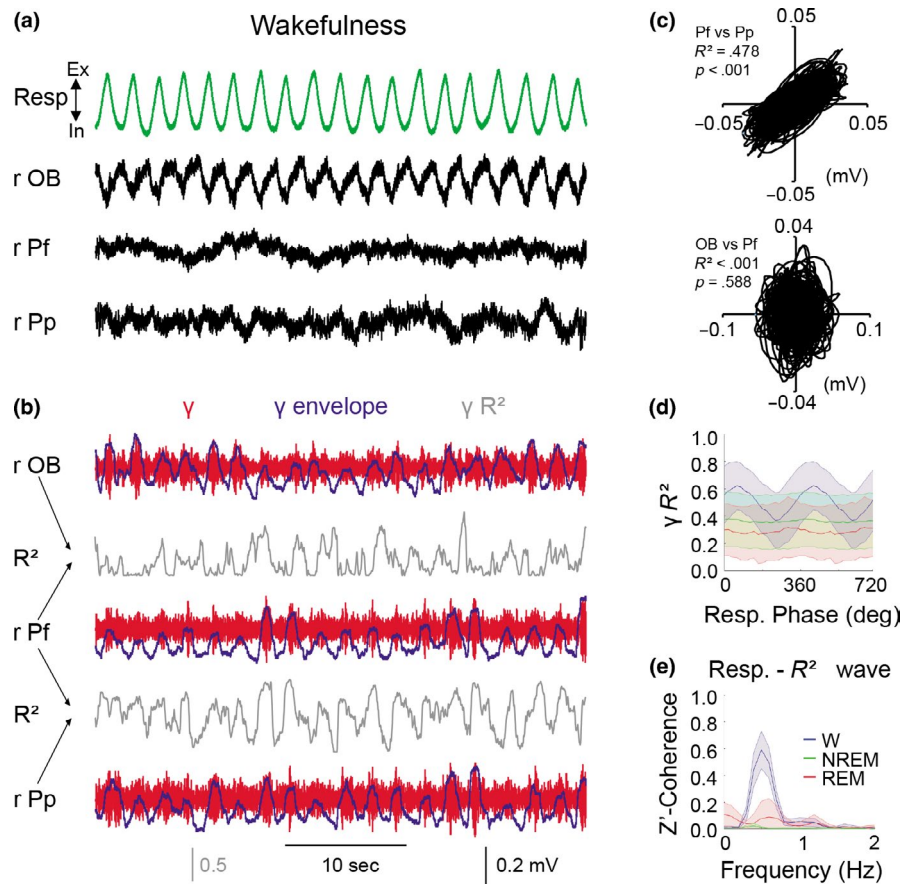 (a)
Wakefulness
Ex
Resp
In
r OB
r Pf
r Pp
(b)
γ
γ envelope
γ R²
r OB
R²
r Pf
R²
r Pp
0.5
10 sec
0.2 mV
(c)
0.05
Pf vs Pp
R² = .478
p < .001
−0.05
0.05
−0.05
(mV)
0.04
OB vs Pf
R² < .001
p = .588
−0.1
0.1
(mV)
−0.04
(d)
1.0
0.8
0.6
0.4
0.2
0.0
γ R²
0
360
720
Resp. Phase (deg)
(e)
Resp. - R² wave
1.0
0.8
0.6
0.4
0.2
0.0
Z'-Coherence
W
NREM
REM
0
1
2
Frequency (Hz)